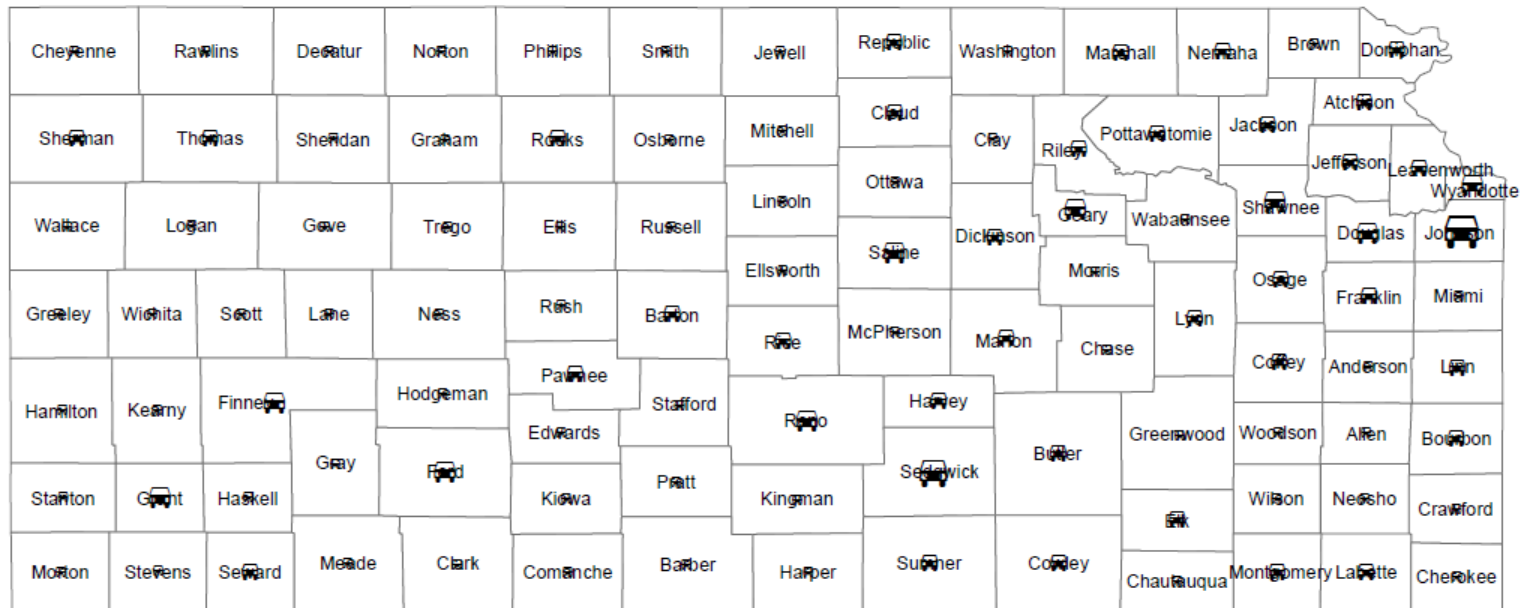 Cheyenne
Rawlins
Decatur
Norton
Phillips
Smith
Jewell
Republic
Washington
Marshall
Nemaha
Brown
Doniphan
Sherman
Thomas
Sheridan
Graham
Rooks
Osborne
Mitchell
Cloud
Clay
Riley
Pottawatomie
Jackson
Atchison
Jefferson
Leavenworth
Wyandotte
Wallace
Logan
Gove
Trego
Ellis
Russell
Lincoln
Ottawa
Dickinson
Geary
Wabaunsee
Shawnee
Douglas
Johnson
Ellsworth
Saline
Morris
Osage
Franklin
Miami
Greeley
Wichita
Scott
Lane
Ness
Rush
Barton
Rice
McPherson
Marion
Chase
Lyon
Coffey
Anderson
Linn
Hamilton
Kearny
Finney
Hodgeman
Pawnee
Stafford
Edwards
Reno
Harvey
Greenwood
Woodson
Allen
Bourbon
Gray
Ford
Sedgwick
Butler
Stanton
Grant
Haskell
Kiowa
Pratt
Kingman
Elk
Wilson
Neosho
Crawford
Morton
Stevens
Seward
Meade
Clark
Comanche
Barber
Harper
Sumner
Cowley
Chautauqua
Montgomery
Labette
Cherokee